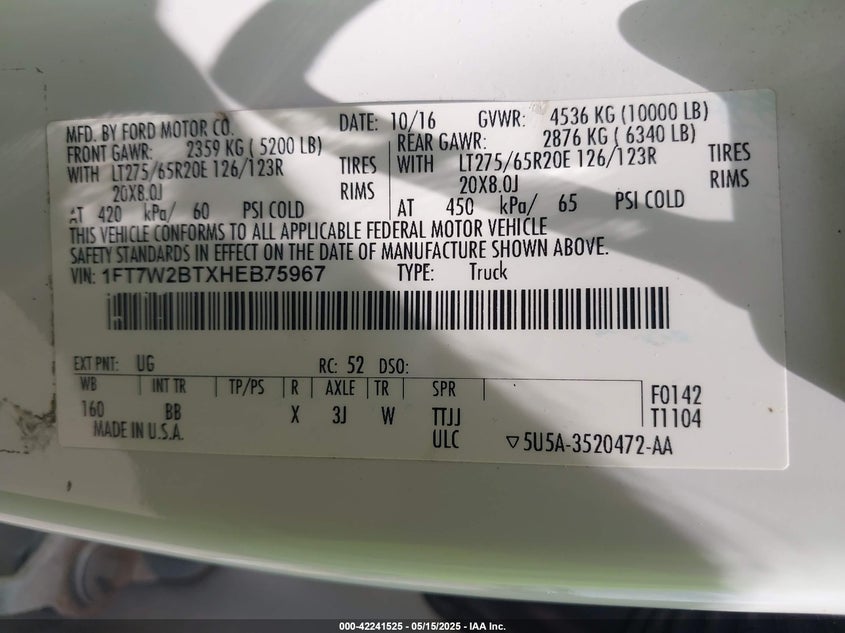 MFD. BY FORD MOTOR CO. DATE: 10/16 GVWR: 4536 KG (10000 LB)
FRONT GAWR: 2359 KG ( 5200 LB) REAR GAWR: 2876 KG ( 6340 LB)
WITH LT275/65R20E 126/123R TIRES WITH LT275/65R20E 126/123R TIRES
20X8.0J RIMS 20X8.0J RIMS
AT 420 kPa/ 60 PSI COLD AT 450 kPa/ 65 PSI COLD
THIS VEHICLE CONFORMS TO ALL APPLICABLE FEDERAL MOTOR VEHICLE
SAFETY STANDARDS IN EFFECT ON THE DATE OF MANUFACTURE SHOWN ABOVE.
VIN: 1FT7W2BTXHEB75967 TYPE: Truck
EXT PNT: UG RC: 52 DSO:
WB INT TR TP/PS R AXLE TR SPR F0142
160 BB X 3J W TTJJ T1104
MADE IN U.S.A. ULC ▽5U5A-3520472-AA
000-42241525 - 05/15/2025 - IAA Inc.